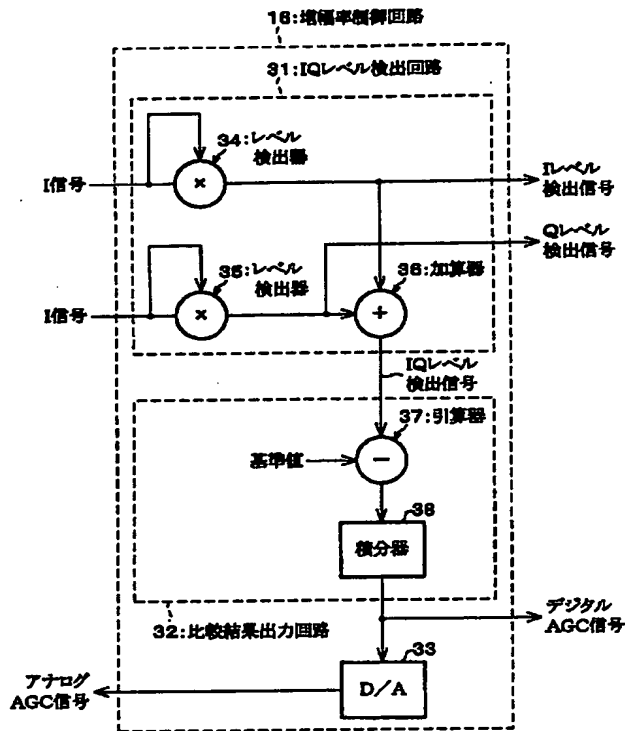 16:増幅率制御回路
31:IQレベル検出回路
34:レベル
検出器
I信号
×
Iレベル
検出信号
Qレベル
検出信号
35:レベル
検出器
36:加算器
I信号
×
+
IQレベル
検出信号
37:引算器
基準値
−
38
積分器
32:比較結果出力回路
デジタル
AGC信号
33
D/A
アナログ
AGC信号